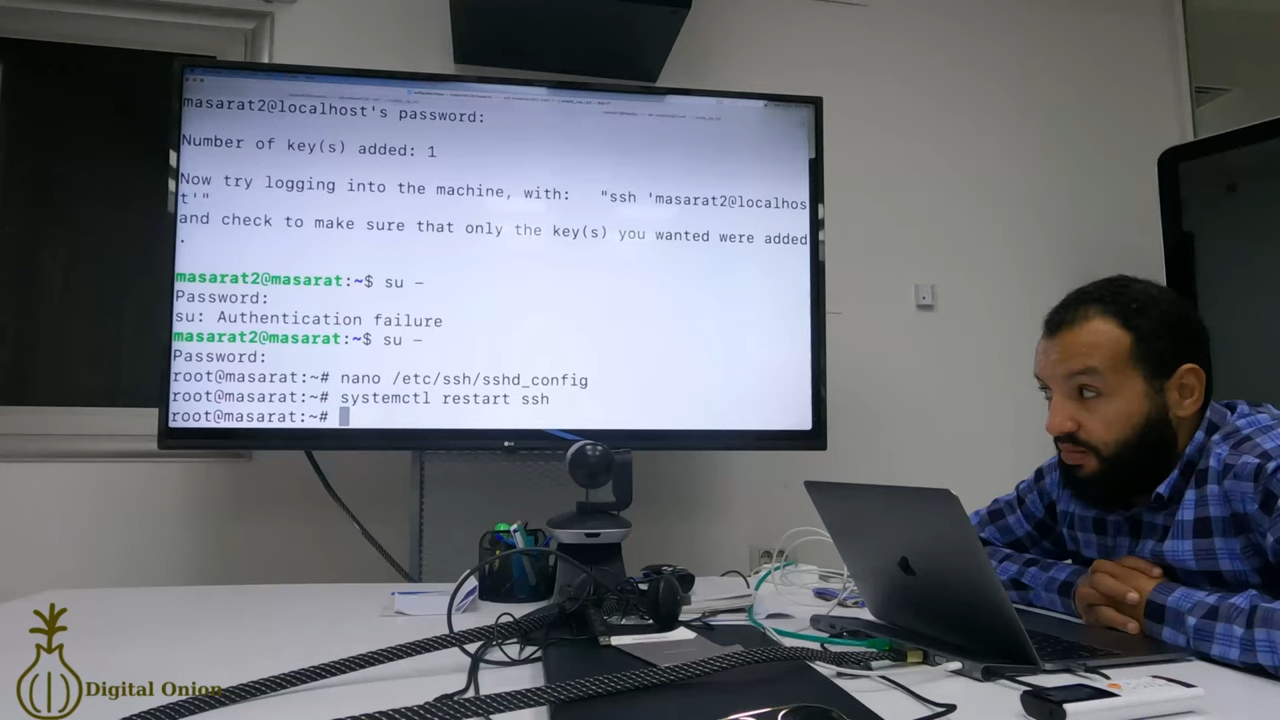 masarat2@localhost's password:
Number of key(s) added: 1
Now try logging into the machine, with:   "ssh 'masarat2@localhos
t'"
and check to make sure that only the key(s) you wanted were added
.
masarat2@masarat:~$ su -
Password:
su: Authentication failure
masarat2@masarat:~$ su -
Password:
root@masarat:~# nano /etc/ssh/sshd_config
root@masarat:~# systemctl restart ssh
root@masarat:~#
LG
Digital Onion